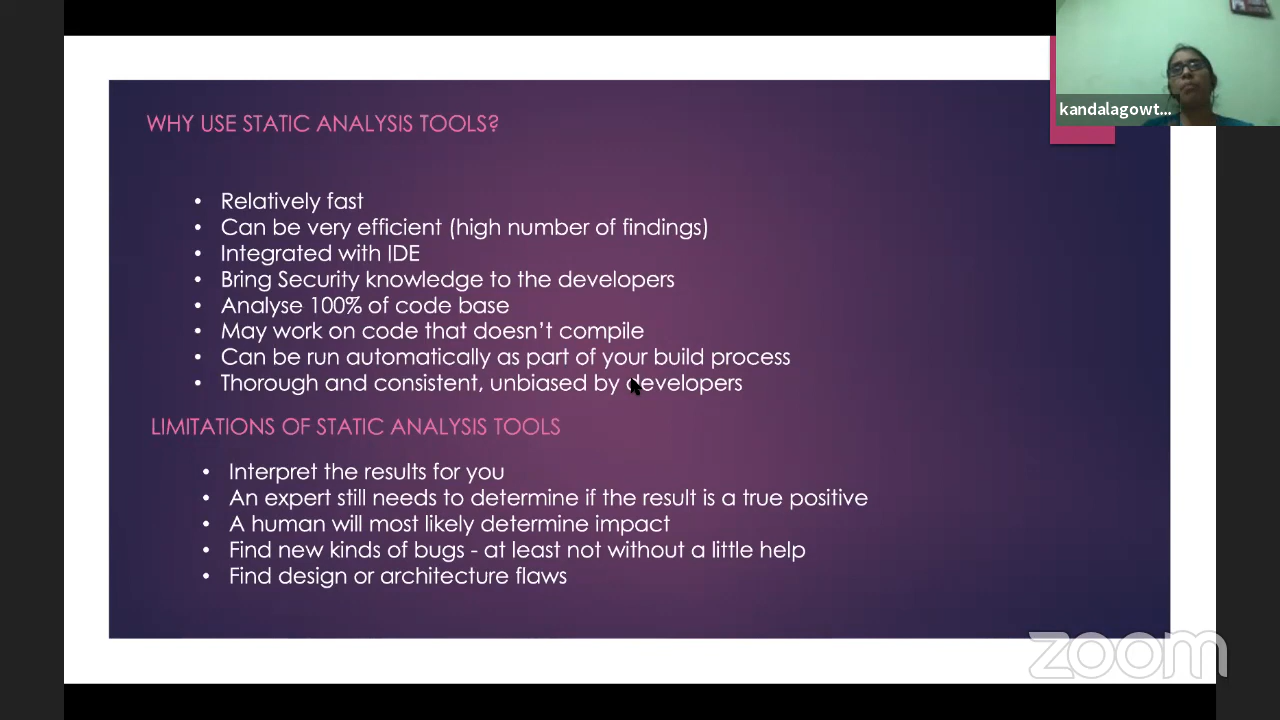 kandalagowt...
WHY USE STATIC ANALYSIS TOOLS?
• Relatively fast
• Can be very efficient (high number of findings)
• Integrated with IDE
• Bring Security knowledge to the developers
• Analyse 100% of code base
• May work on code that doesn't compile
• Can be run automatically as part of your build process
• Thorough and consistent, unbiased by developers
LIMITATIONS OF STATIC ANALYSIS TOOLS
• Interpret the results for you
• An expert still needs to determine if the result is a true positive
• A human will most likely determine impact
• Find new kinds of bugs - at least not without a little help
• Find design or architecture flaws
zoom